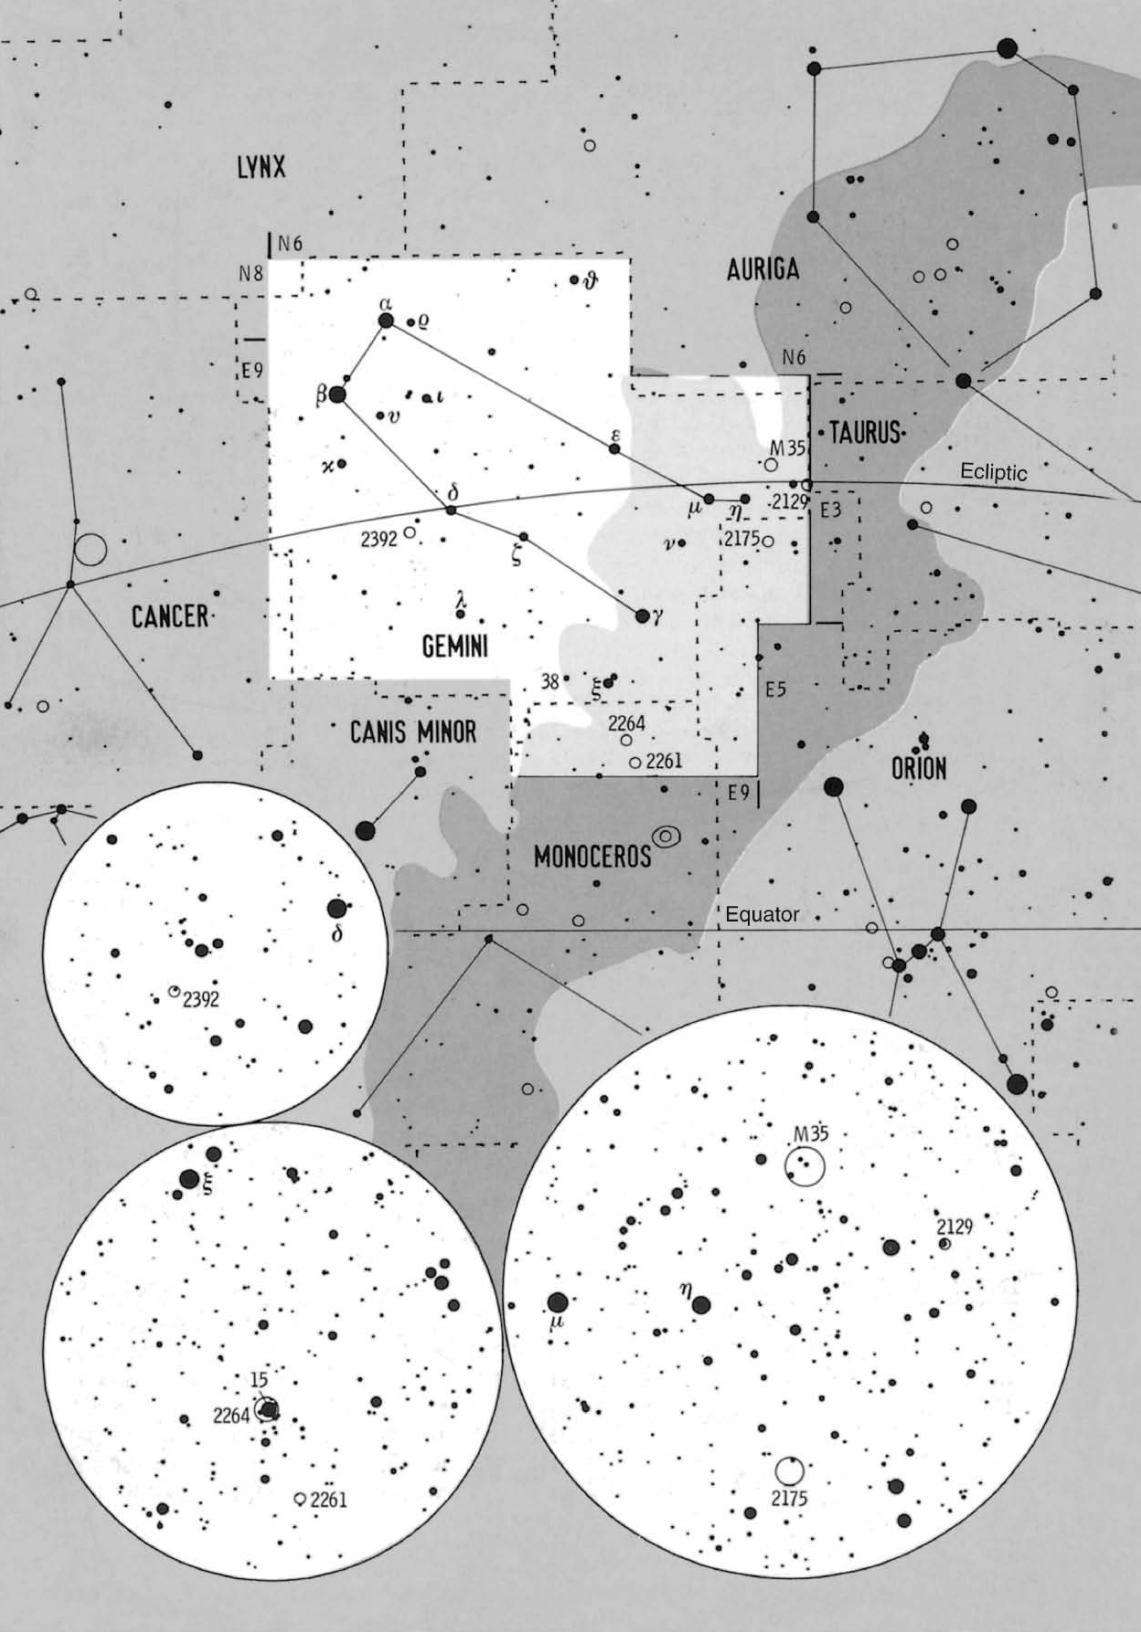 LYNX
N6
N8
AURIGA
ϑ
α
ϱ
N6
E9
β
ι
υ
ε
TAURUS
M35
ϰ
Ecliptic
δ
μ
η
2129
E3
2392
ζ
ν
2175
λ
CANCER
γ
GEMINI
38
ξ
E5
2264
CANIS MINOR
2261
ORION
E9
MONOCEROS
Equator
δ
2392
M35
ξ
2129
η
μ
15
2264
2175
2261